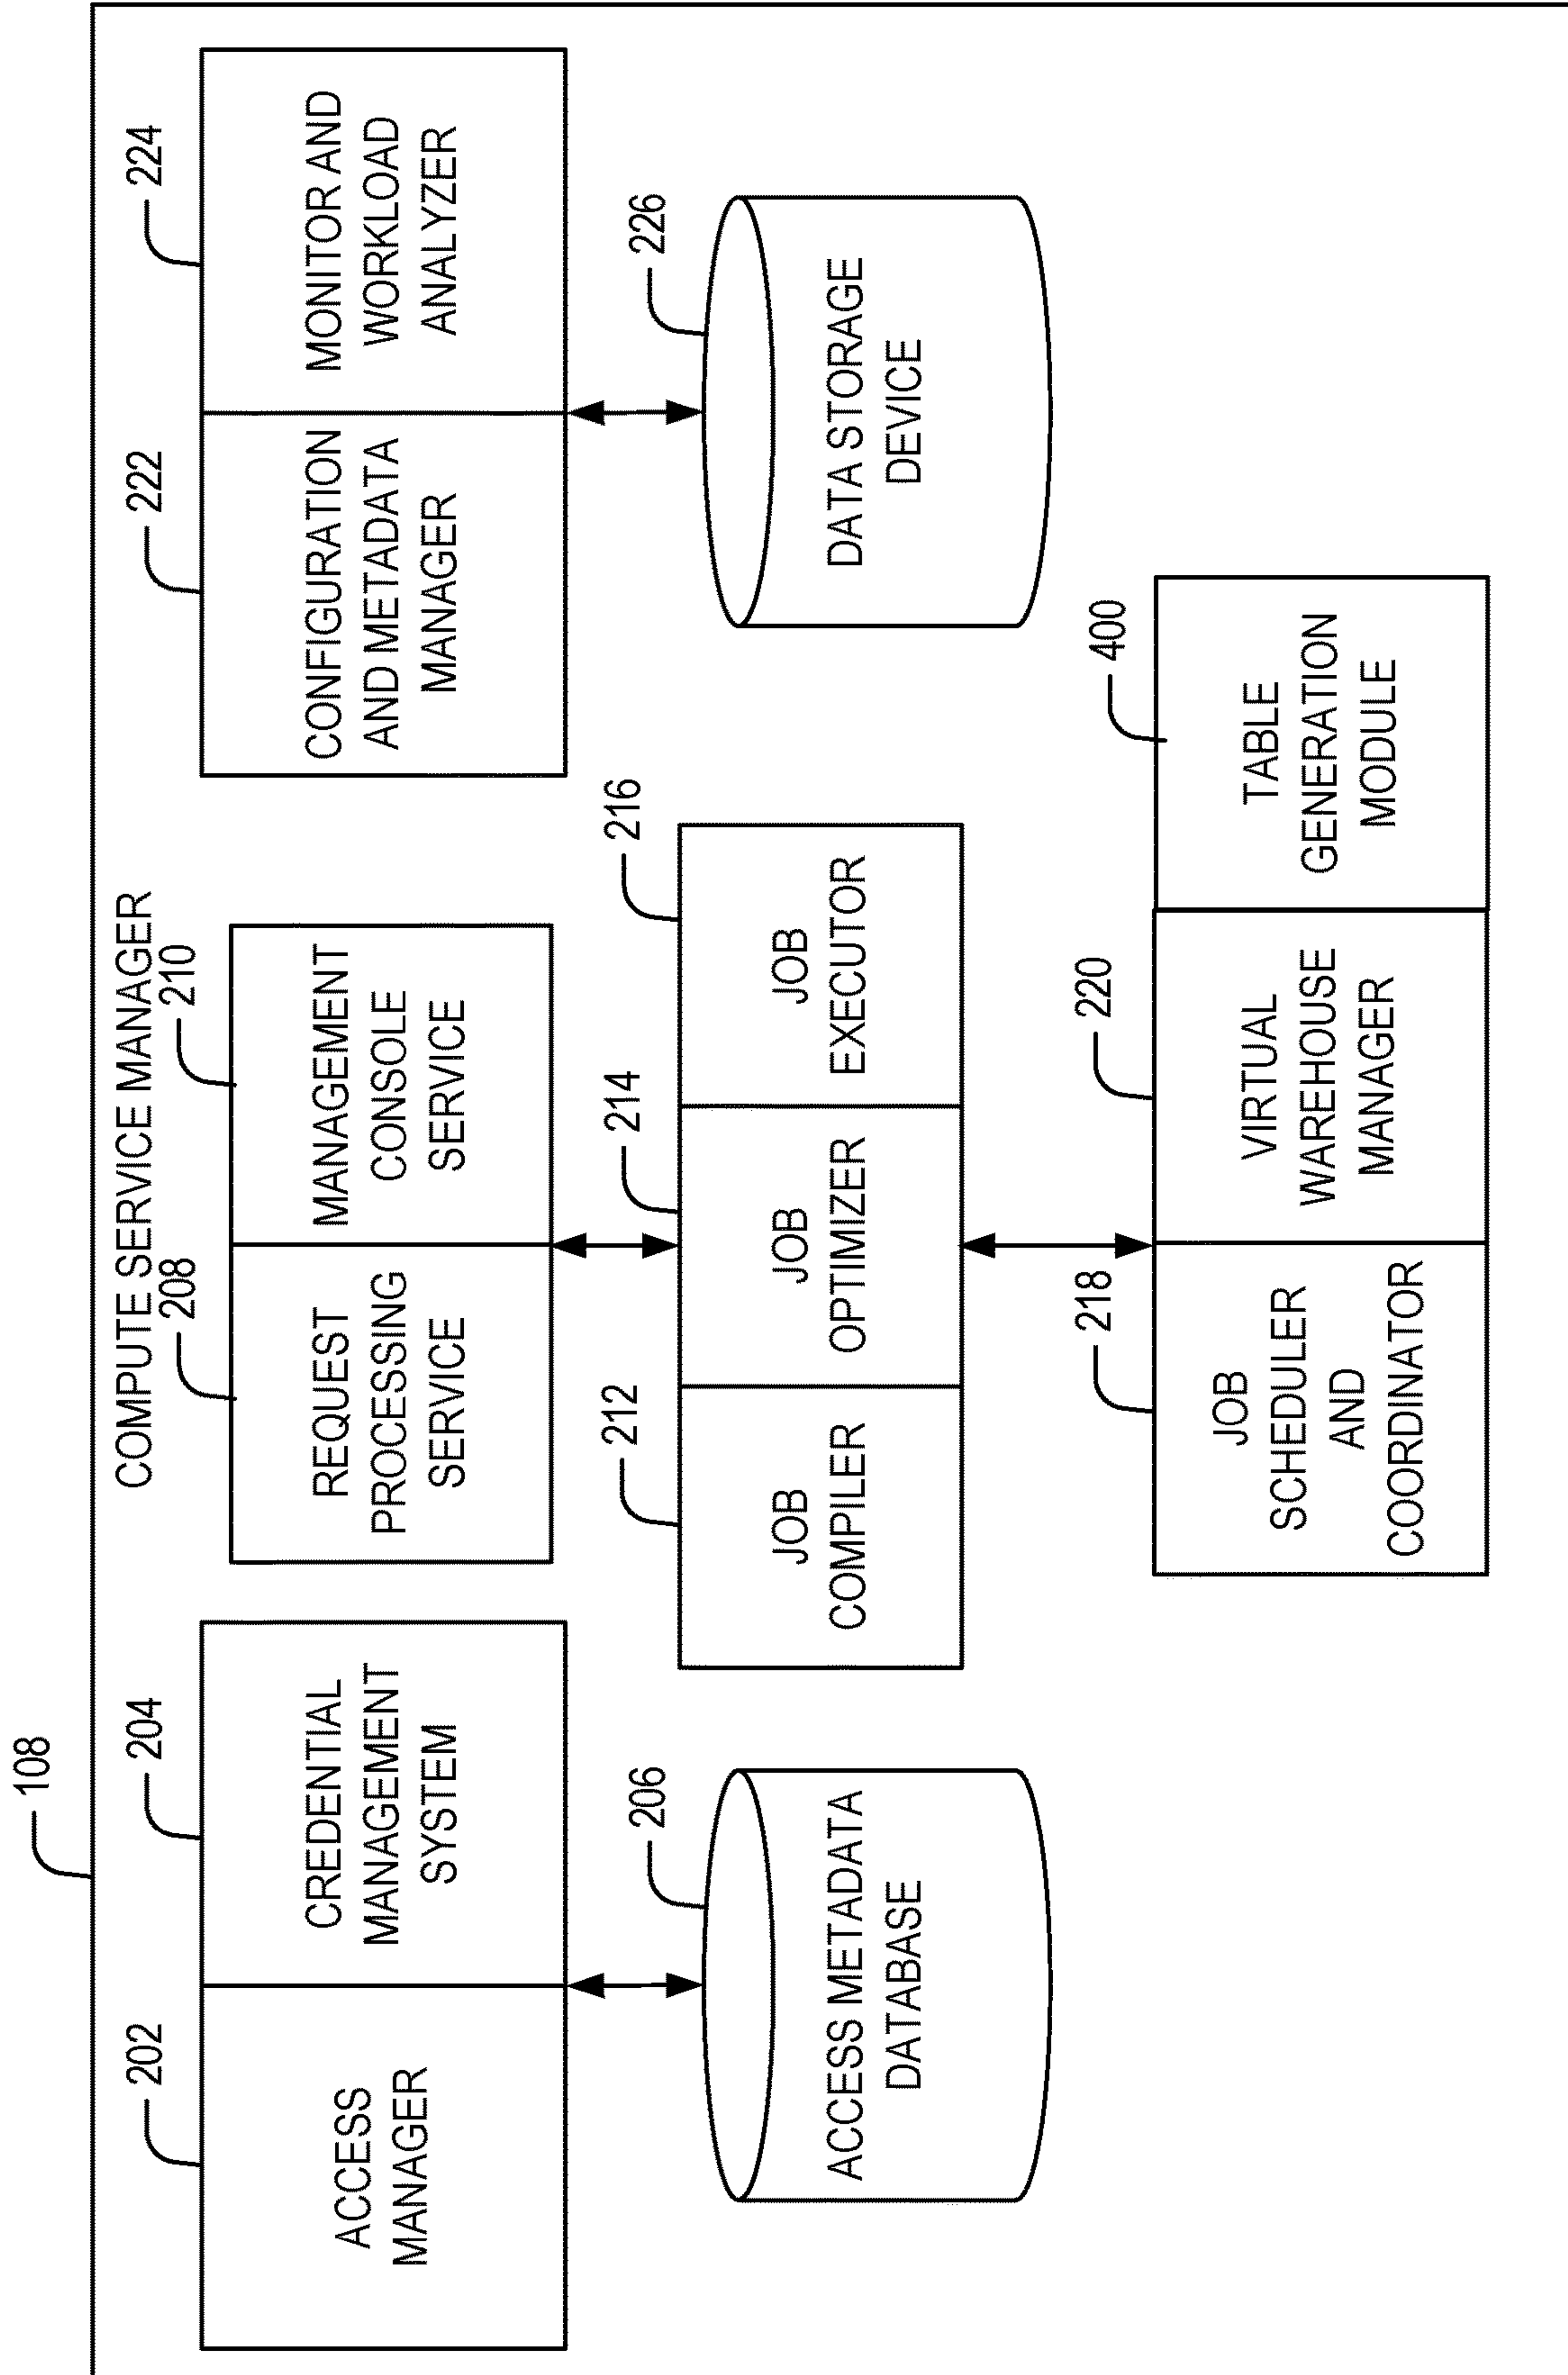 108
COMPUTE SERVICE MANAGER
202
204
ACCESS
MANAGER
CREDENTIAL
MANAGEMENT
SYSTEM
206
ACCESS METADATA
DATABASE
208
210
REQUEST
PROCESSING
SERVICE
MANAGEMENT
CONSOLE
SERVICE
212
214
216
JOB
COMPILER
JOB
OPTIMIZER
JOB
EXECUTOR
218
220
400
JOB
SCHEDULER
AND
COORDINATOR
VIRTUAL
WAREHOUSE
MANAGER
TABLE
GENERATION
MODULE
222
224
CONFIGURATION
AND METADATA
MANAGER
MONITOR AND
WORKLOAD
ANALYZER
226
DATA STORAGE
DEVICE